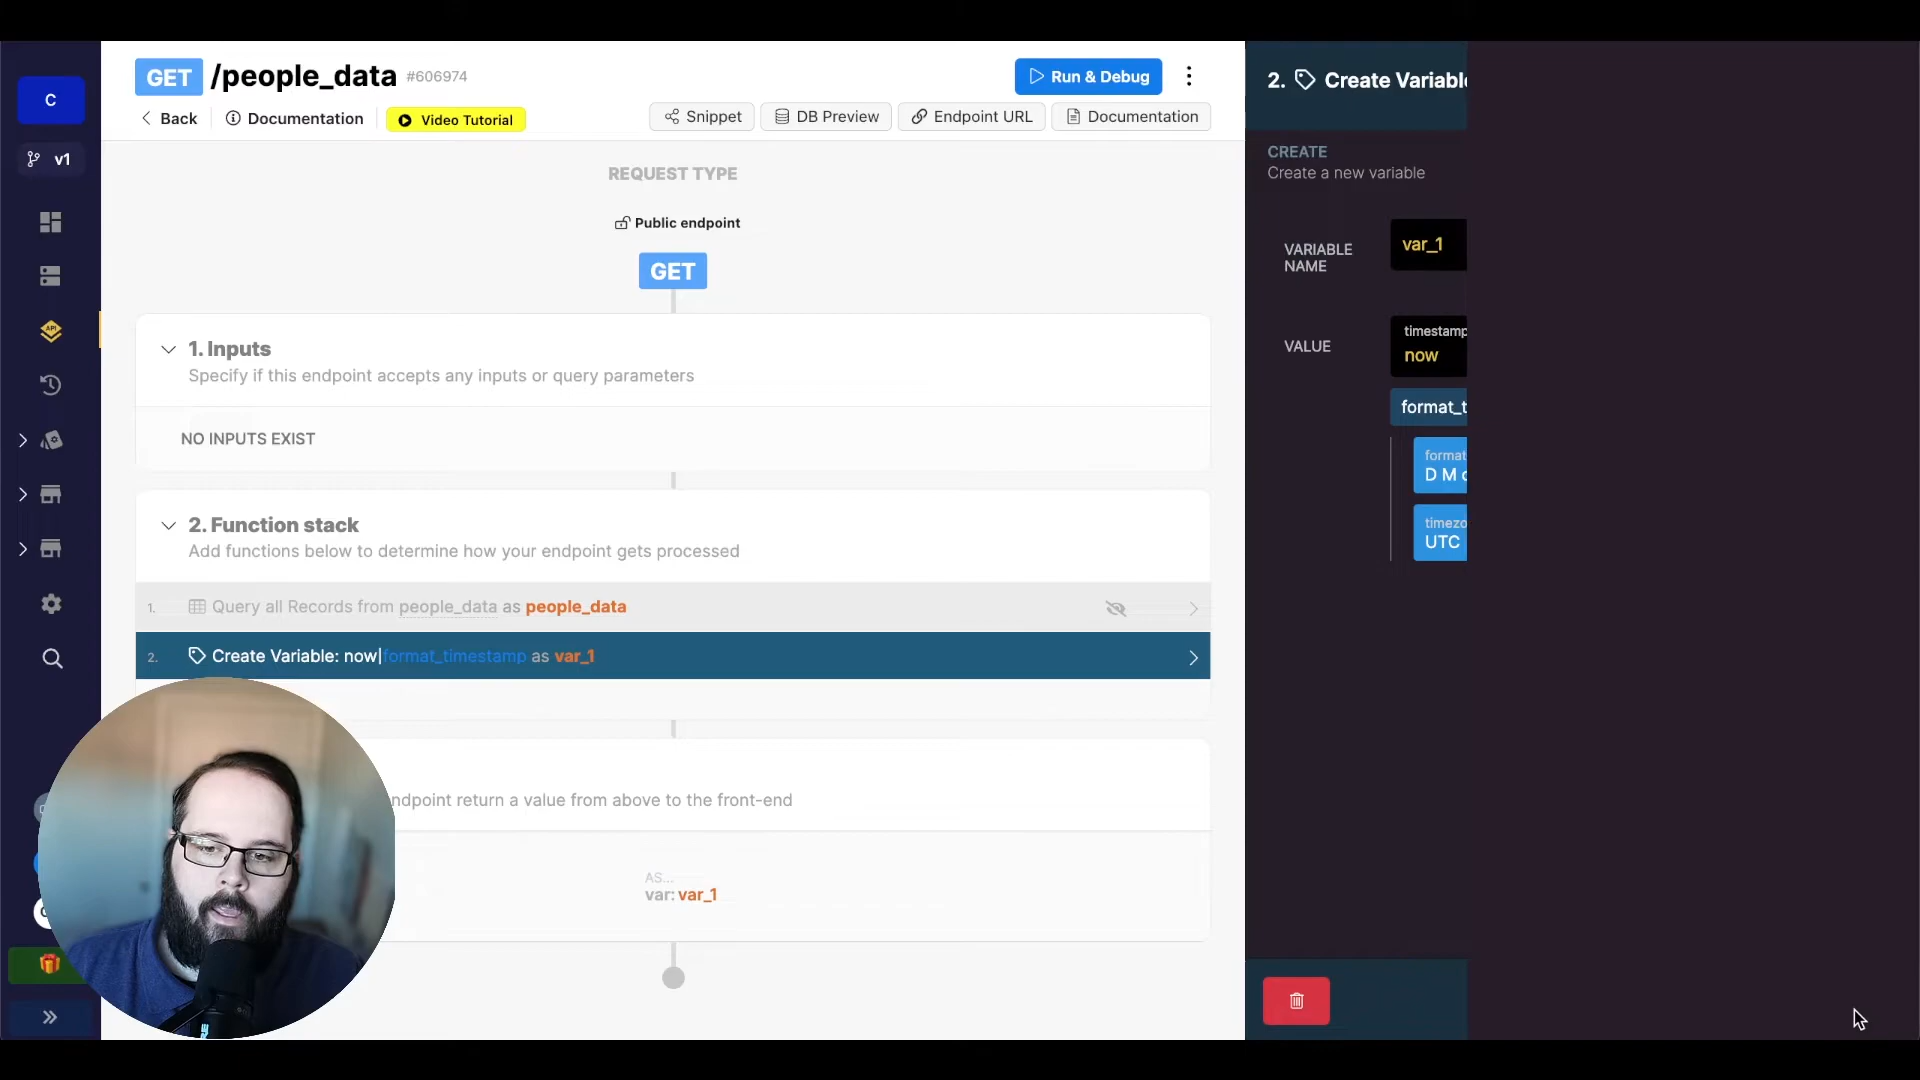 C
v1
GET /people_data #606974
Run & Debug
Back
Documentation
Video Tutorial
Snippet
DB Preview
Endpoint URL
Documentation
REQUEST TYPE
Public endpoint
GET
1. Inputs
Specify if this endpoint accepts any inputs or query parameters
NO INPUTS EXIST
2. Function stack
Add functions below to determine how your endpoint gets processed
1. Query all Records from people_data as people_data
2. Create Variable: now|format_timestamp as var_1
ndpoint return a value from above to the front-end
AS...
var: var_1
2. Create Variabl
CREATE
Create a new variable
VARIABLE
NAME
var_1
VALUE
timestamp
now
format_t
format
D M
timezo
UTC
API